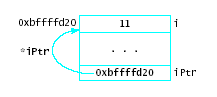 0xbffffd20 11 i
*iPtr . . .
0xbffffd20 iPtr